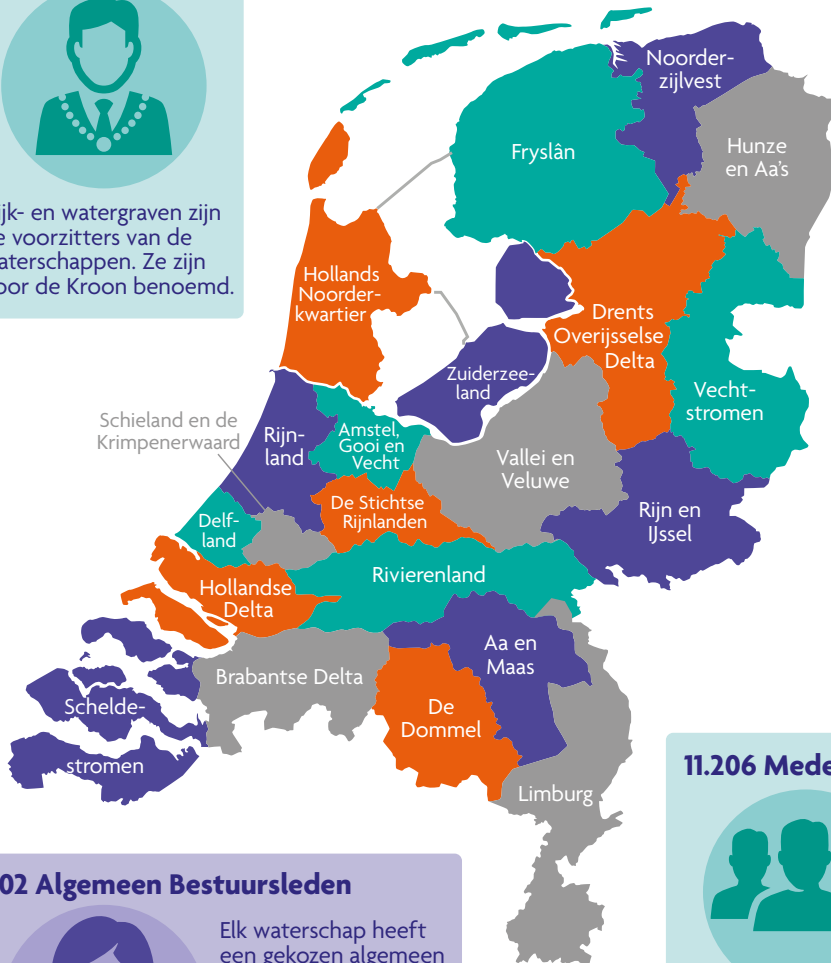 ijk- en watergraven zijn
e voorzitters van de
aterschappen. Ze zijn
oor de Kroon benoemd.
Noorder-
zijlvest
Fryslân
Hunze
en Aa's
Hollands
Noorder-
kwartier
Drents
Overijsselse
Delta
Zuiderzee-
land
Vecht-
stromen
Schieland en de
Krimpenerwaard
Rijn-
land
Amstel,
Gooi en
Vecht
Vallei en
Veluwe
De Stichtse
Rijnlanden
Delf-
land
Rijn en
IJssel
Hollandse
Delta
Rivierenland
Aa en
Maas
Brabantse Delta
De
Dommel
Schelde-
stromen
Limburg
11.206 Mede
02 Algemeen Bestuursleden
Elk waterschap heeft
een gekozen algemeen